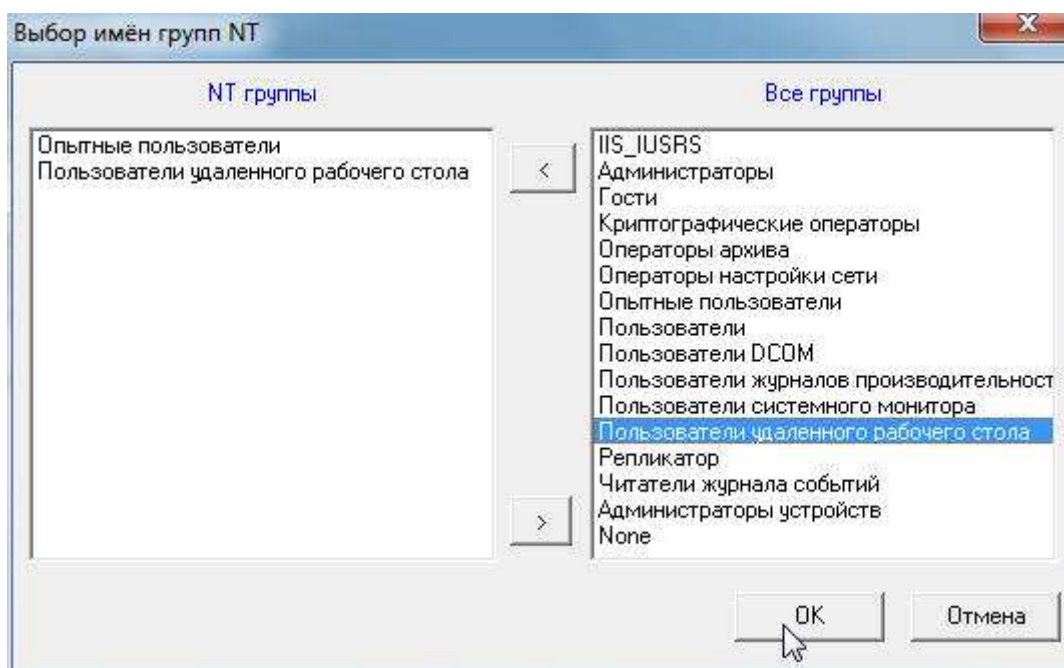 Выбор имён групп NT
NT группы
Опытные пользователи
Пользователи удаленного рабочего стола
<
>
Все группы
IIS_IUSRS
Администраторы
Гости
Криптографические операторы
Операторы архива
Операторы настройки сети
Опытные пользователи
Пользователи
Пользователи DCOM
Пользователи журналов производительност
Пользователи системного монитора
Пользователи удаленного рабочего стола
Репликатор
Читатели журнала событий
Администраторы устройств
None
OK
Отмена